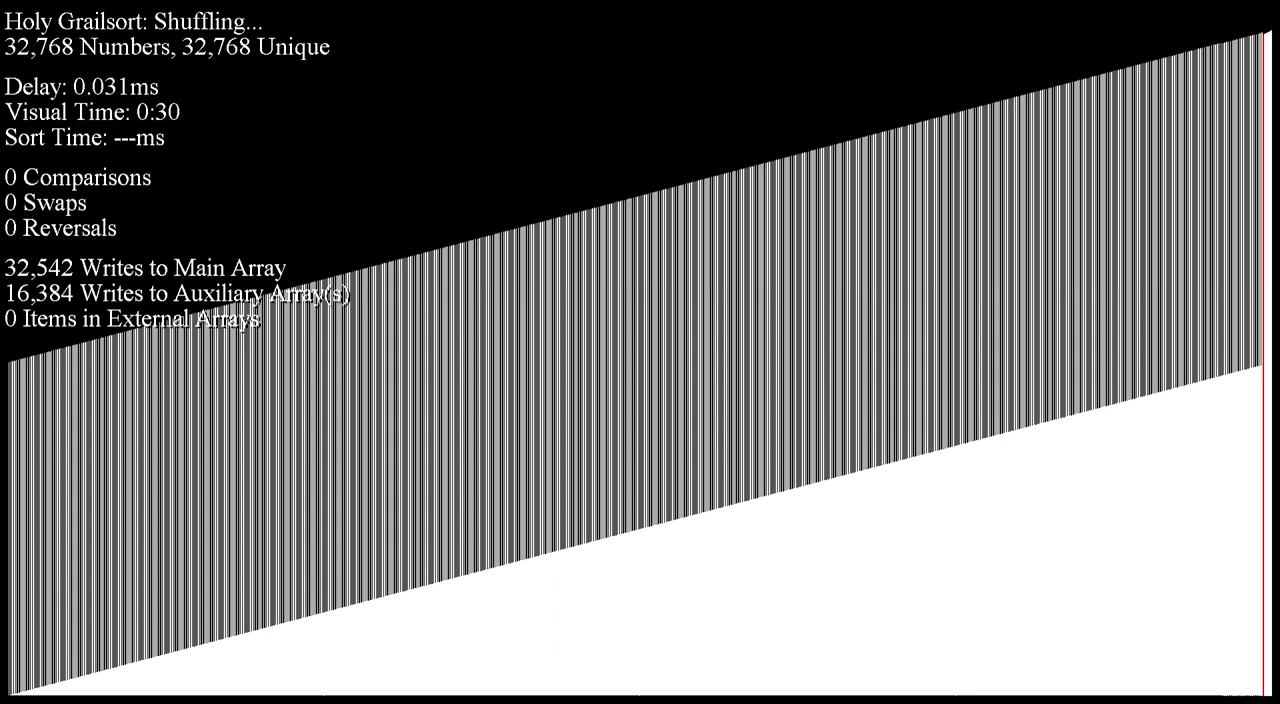 Holy Grailsort: Shuffling...
32,768 Numbers, 32,768 Unique
Delay: 0.031ms
Visual Time: 0:30
Sort Time: ---ms
0 Comparisons
0 Swaps
0 Reversals
32,542 Writes to Main Array
16,384 Writes to Auxiliary Array(s)
0 Items in External Arrays